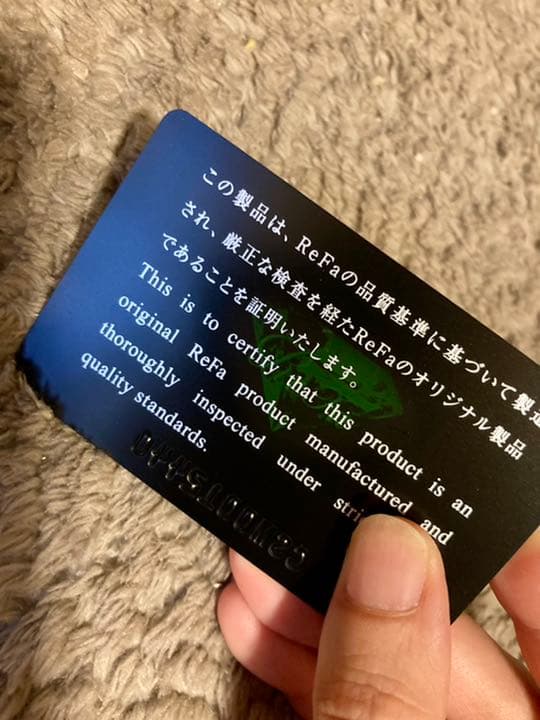 この製品は、ReFaの品質基準に基づいて製造
され、厳正な検査を経たReFaのオリジナル製品
であることを証明いたします。
This is to certify that this product is an
original ReFa product manufactured and
thoroughly inspected under
quality standards.